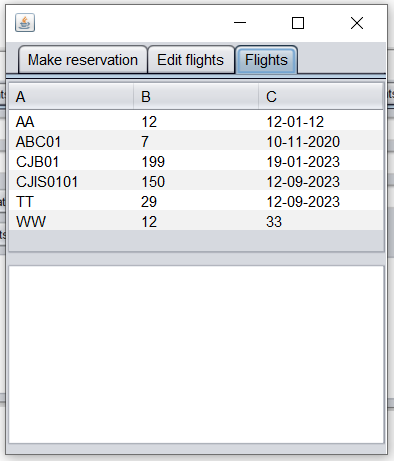 Make reservation Edit flights Flights
A B C
AA 12 12-01-12
ABC01 7 10-11-2020
CJB01 199 19-01-2023
CJIS0101 150 12-09-2023
TT 29 12-09-2023
WW 12 33